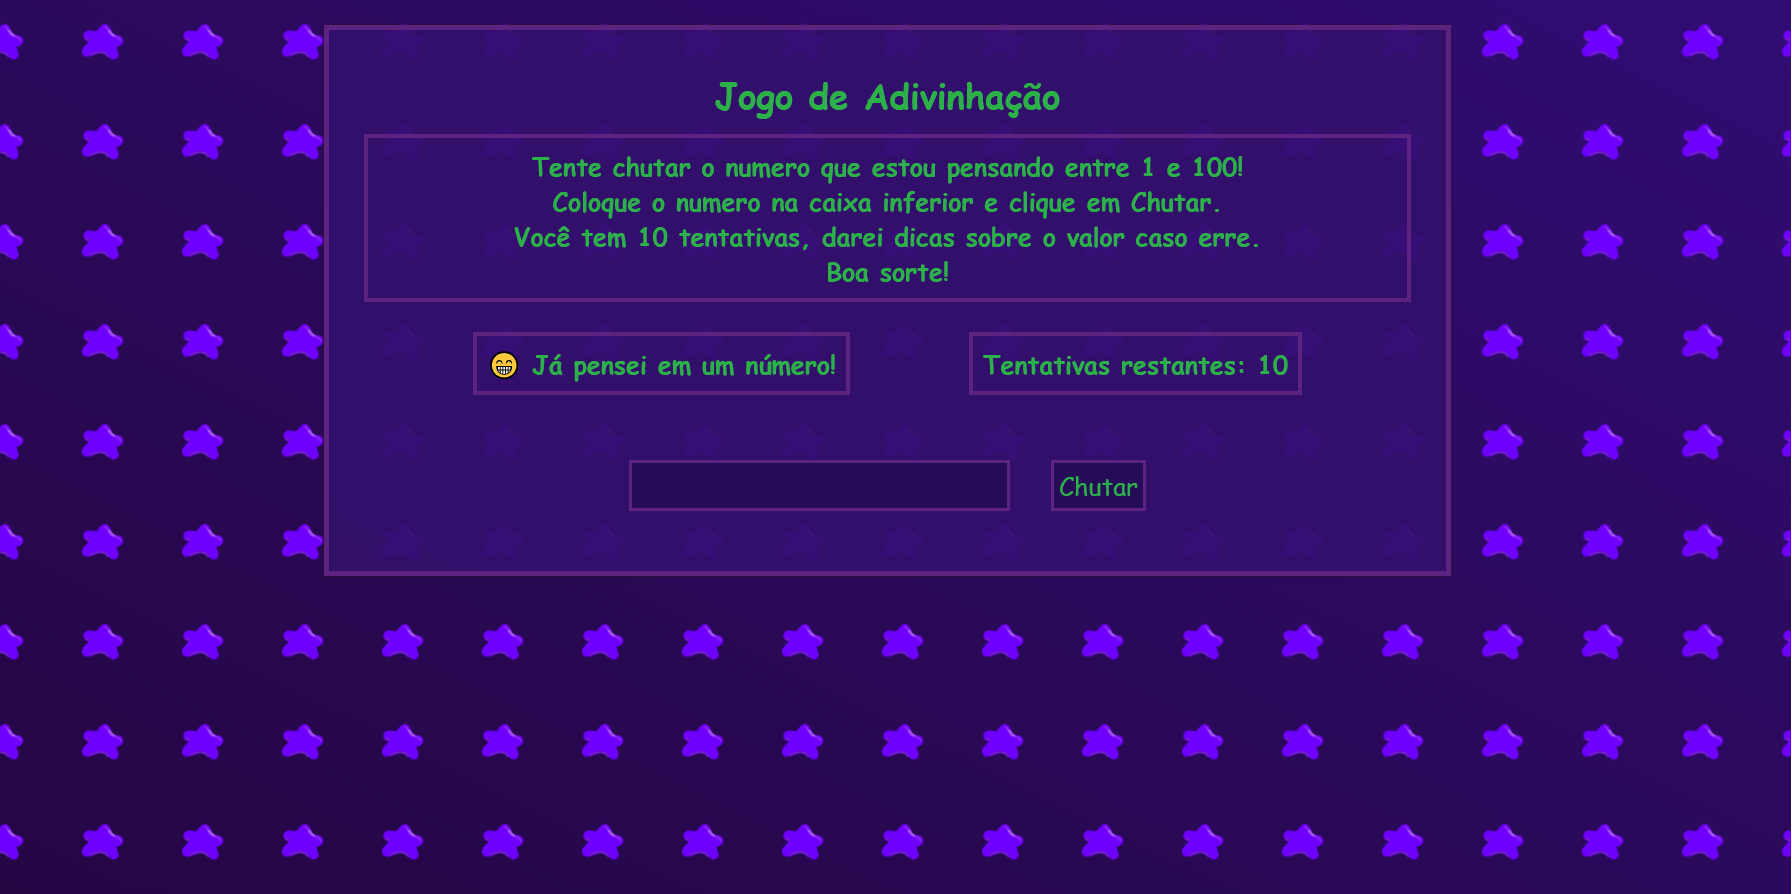 Jogo de Adivinhação
Tente chutar o numero que estou pensando entre 1 e 100!
Coloque o numero na caixa inferior e clique em Chutar.
Você tem 10 tentativas, darei dicas sobre o valor caso erre.
Boa sorte!
😁 Já pensei em um número!
Tentativas restantes: 10
Chutar